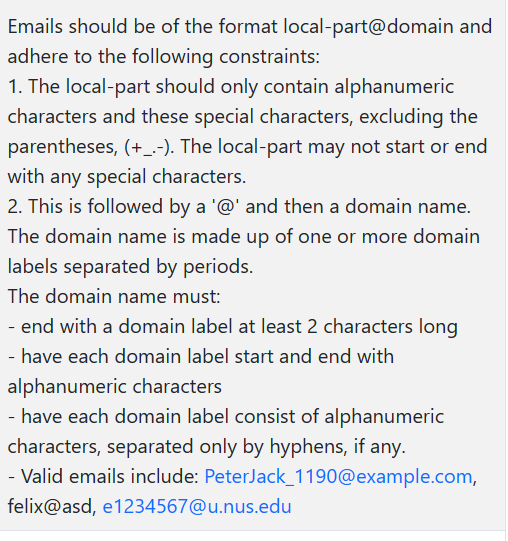 Emails should be of the format local-part@domain and
adhere to the following constraints:
1. The local-part should only contain alphanumeric
characters and these special characters, excluding the
parentheses, (+_.-). The local-part may not start or end
with any special characters.
2. This is followed by a '@' and then a domain name.
The domain name is made up of one or more domain
labels separated by periods.
The domain name must:
- end with a domain label at least 2 characters long
- have each domain label start and end with
alphanumeric characters
- have each domain label consist of alphanumeric
characters, separated only by hyphens, if any.
- Valid emails include: PeterJack_1190@example.com,
felix@asd, e1234567@u.nus.edu